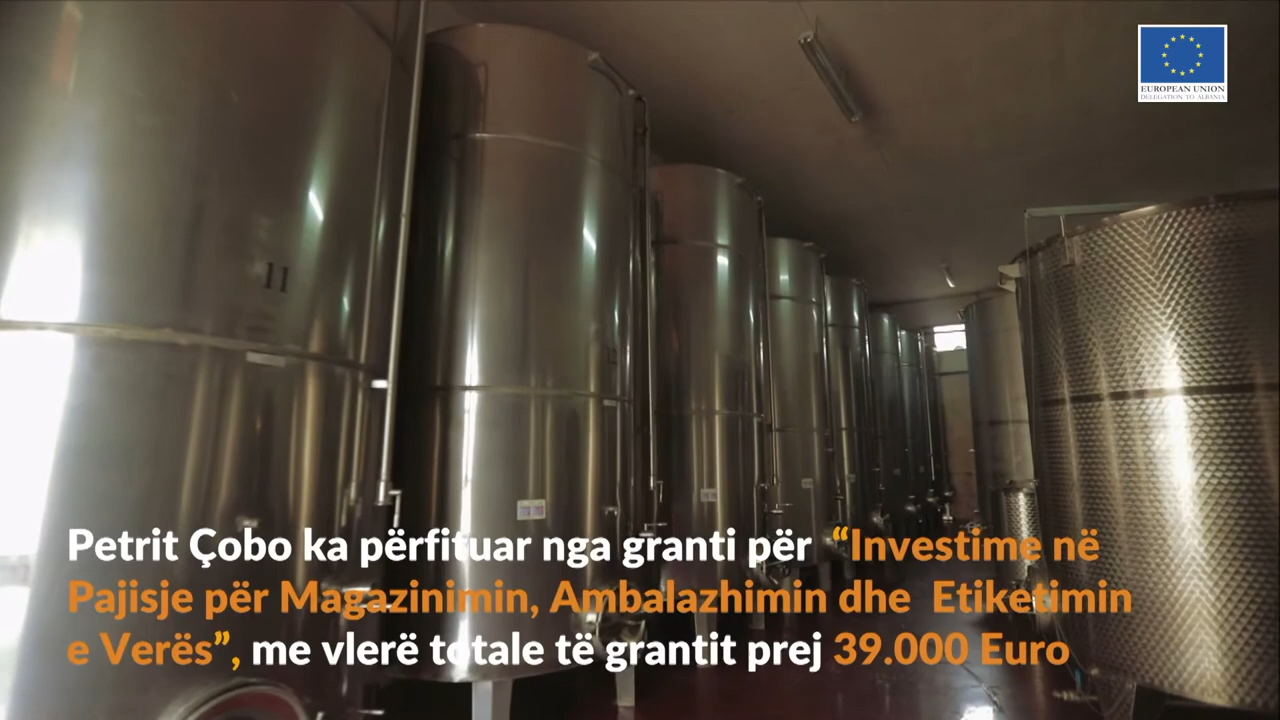 EUROPEAN UNION
DELEGATION TO ALBANIA
11
Petrit Çobo ka përfituar nga granti për “Investime në
Pajisje për Magazinimin, Ambalazhimin dhe Etiketimin
e Verës”, me vlerë totale të grantit prej 39.000 Euro